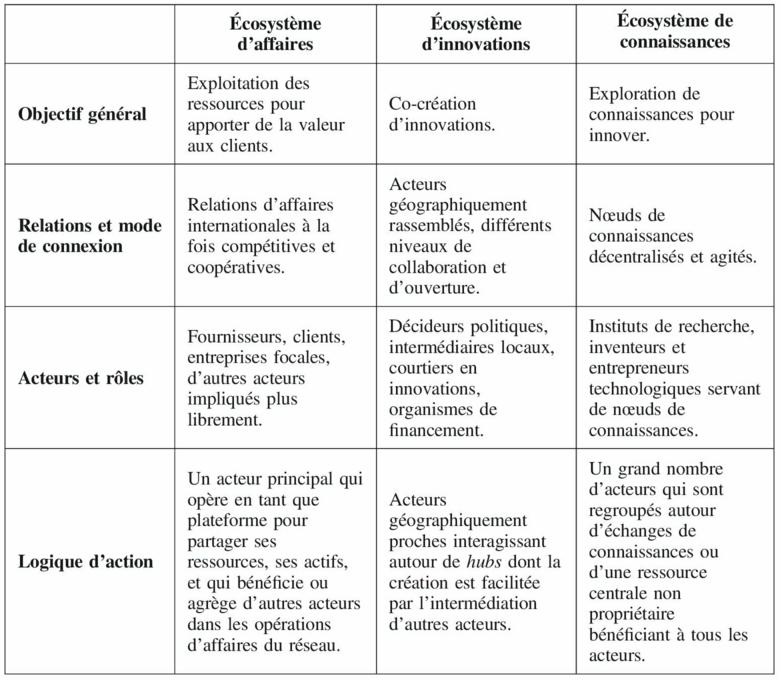 Écosystème
d’affaires
Écosystème
d’innovations
Écosystème de
connaissances
Objectif général
Exploitation des
ressources pour
apporter de la valeur
aux clients.
Co-création
d’innovations.
Exploration de
connaissances pour
innover.
Relations et mode
de connexion
Relations d’affaires
internationales à la
fois compétitives et
coopératives.
Acteurs
géographiquement
rassemblés, différents
niveaux de
collaboration et
d’ouverture.
Nœuds de
connaissances
décentralisés et agités.
Acteurs et rôles
Fournisseurs, clients,
entreprises focales,
d’autres acteurs
impliqués plus
librement.
Décideurs politiques,
intermédiaires locaux,
courtiers en
innovations,
organismes de
financement.
Instituts de recherche,
inventeurs et
entrepreneurs
technologiques servant
de nœuds de
connaissances.
Logique d’action
Un acteur principal qui
opère en tant que
plateforme pour
partager ses
ressources, ses actifs,
et qui bénéficie ou
agrège d’autres acteurs
dans les opérations
d’affaires du réseau.
Acteurs
géographiquement
proches interagissant
autour de hubs dont la
création est facilitée
par l’intermédiation
d’autres acteurs.
Un grand nombre
d’acteurs qui sont
regroupés autour
d’échanges de
connaissances ou
d’une ressource
centrale non
propriétaire
bénéficiant à tous les
acteurs.